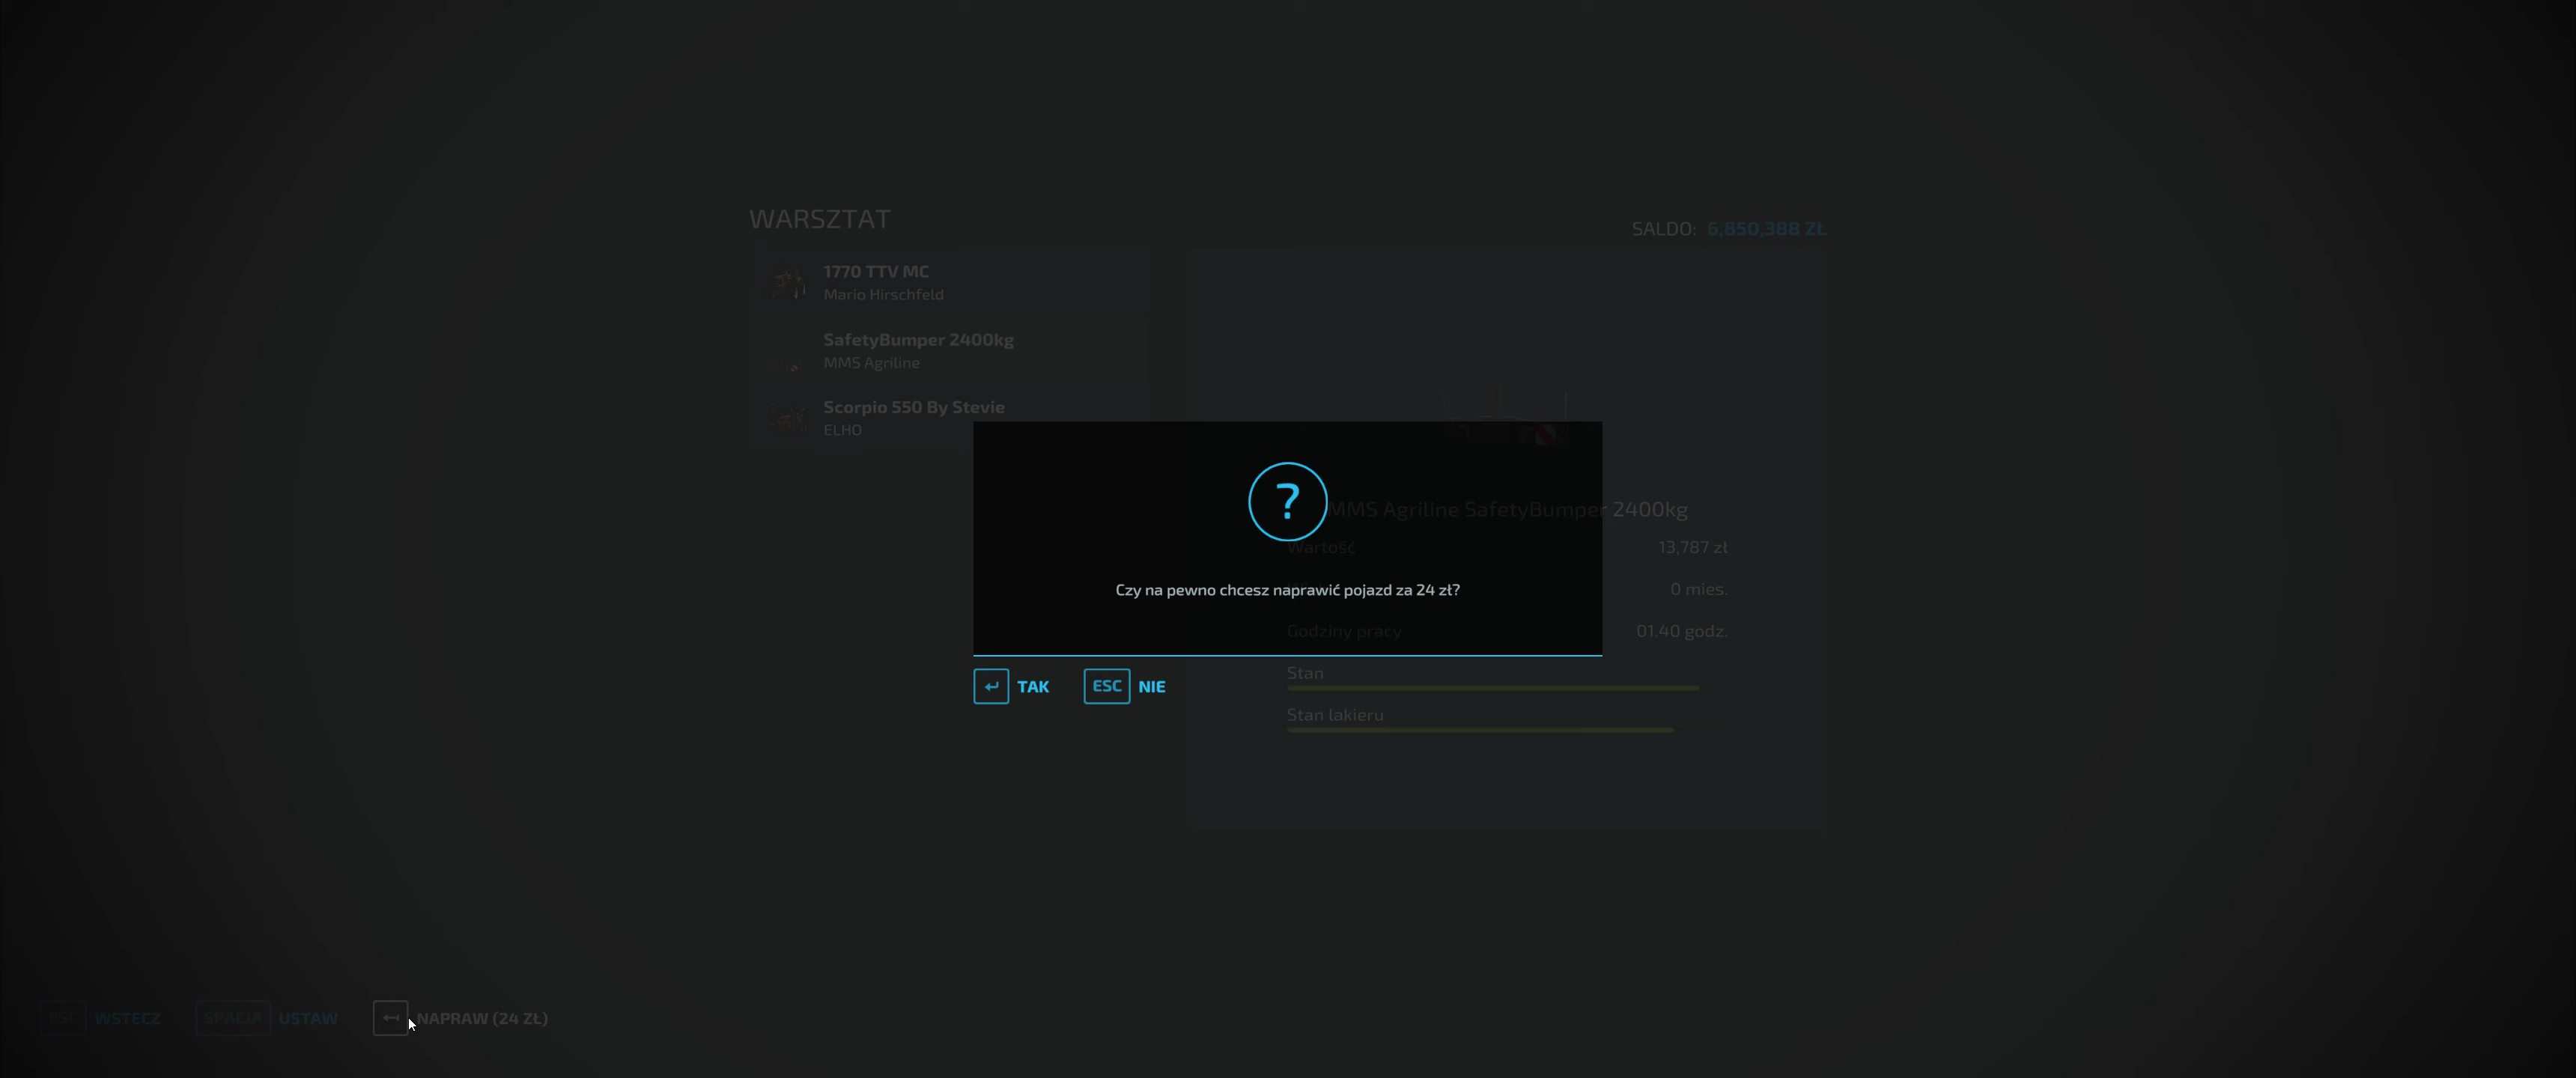 WARSZTAT
SALDO: 6,850,388 ZŁ
1770 TTV MC
Mario Hirschfeld
SafetyBumper 2400kg
MMS Agriline
Scorpio 550 By Stevie
ELHO
?
MMS Agriline SafetyBumper 2400kg
Wartość 13,787 zł
Czy na pewno chcesz naprawić pojazd za 24 zł?
0 mies.
Godziny pracy 01.40 godz.
TAK
ESC NIE
Stan
Stan lakieru
ESC WSTECZ
SPACJA USTAW
NAPRAW (24 ZŁ)